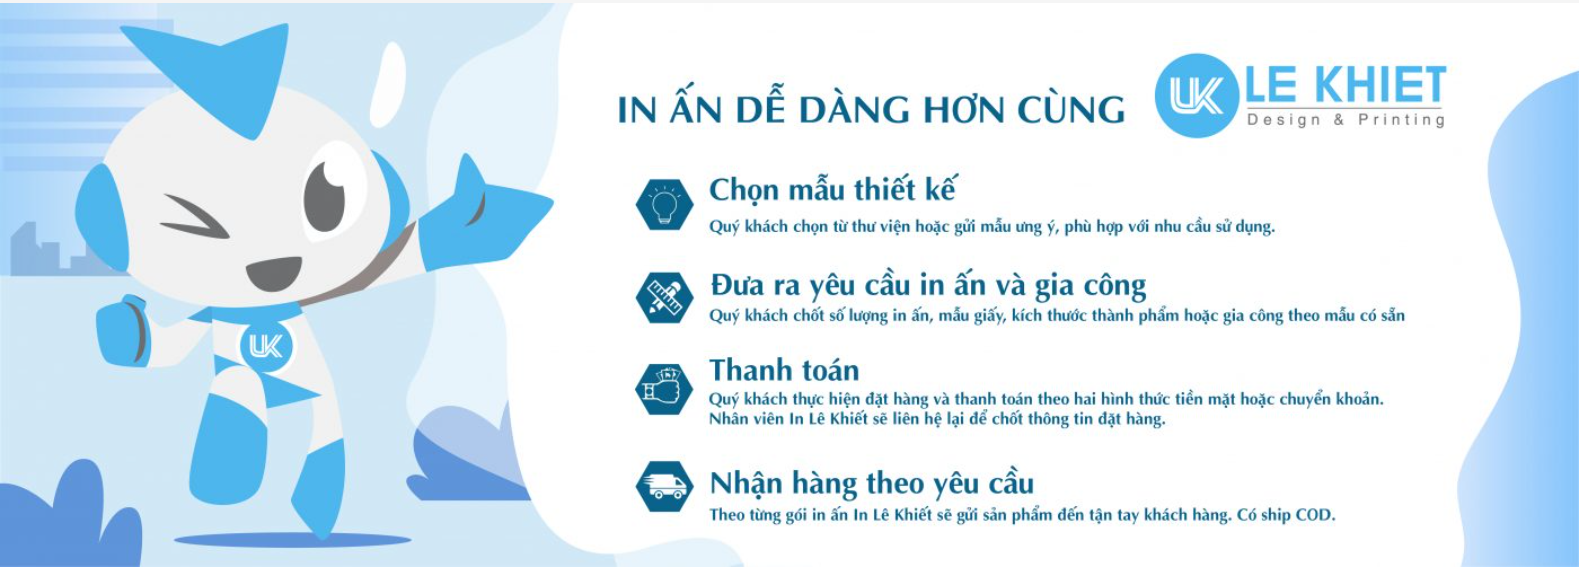 IN ẤN DỄ DÀNG HƠN CÙNG
LK LE KHIET
Design & Printing
Chọn mẫu thiết kế
Quý khách chọn từ thư viện hoặc gửi mẫu ưng ý, phù hợp với nhu cầu sử dụng.
Đưa ra yêu cầu in ấn và gia công
Quý khách chốt số lượng in ấn, mẫu giấy, kích thước thành phẩm hoặc gia công theo mẫu có sẵn
Thanh toán
Quý khách thực hiện đặt hàng và thanh toán theo hai hình thức tiền mặt hoặc chuyển khoản.
Nhân viên In Lê Khiết sẽ liên hệ lại để chốt thông tin đặt hàng.
Nhận hàng theo yêu cầu
Theo từng gói in ấn In Lê Khiết sẽ gửi sản phẩm đến tận tay khách hàng. Có ship COD.
LK